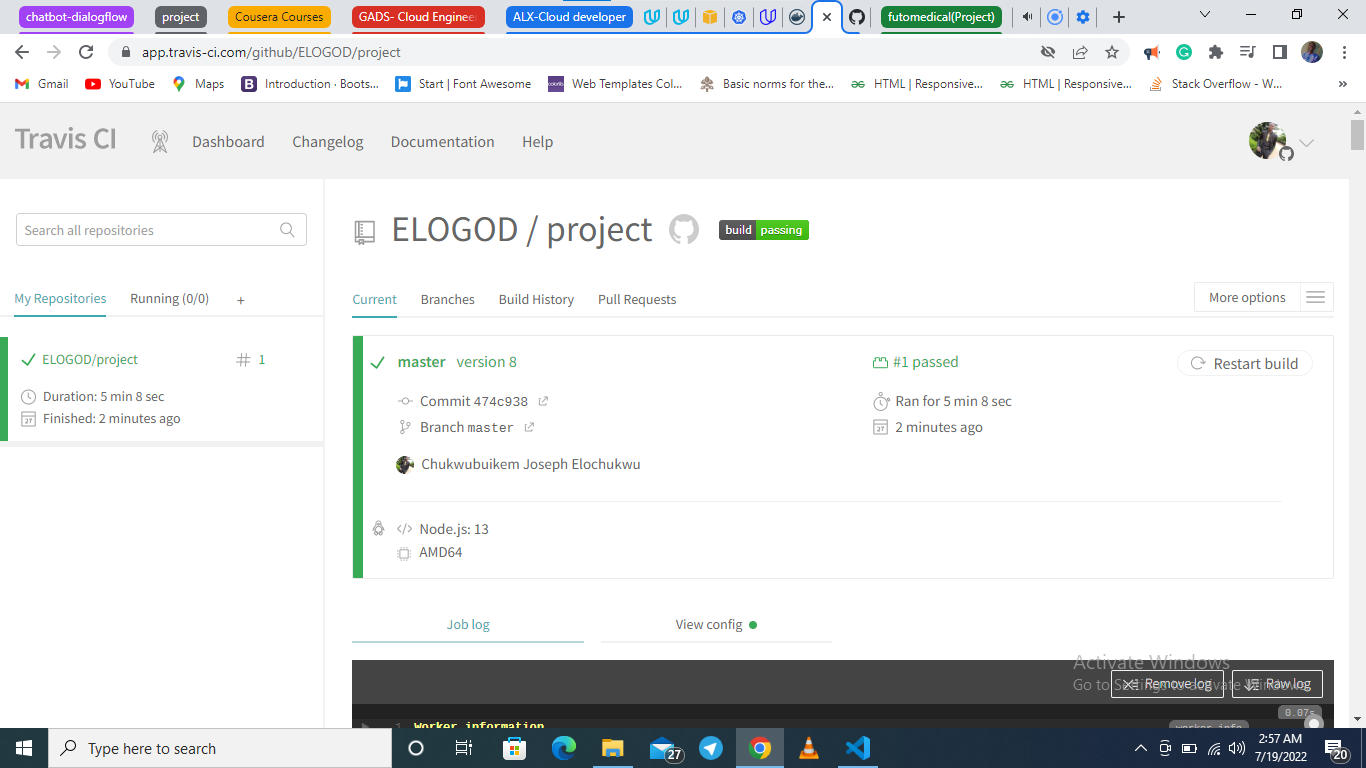 chatbot-dialogflow project Cousera Courses GADS- Cloud Enginee ALX-Cloud developer futomedical(Project)
app.travis-ci.com/github/ELOGOD/project
Gmail YouTube Maps Introduction · Boots... Start | Font Awesome Web Templates Col... Basic norms for the... HTML | Responsive... HTML | Responsive... Stack Overflow - W...
Travis CI Dashboard Changelog Documentation Help
Search all repositories
ELOGOD / project build passing
My Repositories Running (0/0) +
Current Branches Build History Pull Requests More options
ELOGOD/project # 1
Duration: 5 min 8 sec
Finished: 2 minutes ago
master version 8 #1 passed Restart build
Commit 474c938 Ran for 5 min 8 sec
Branch master 2 minutes ago
Chukwubuikem Joseph Elochukwu
Node.js: 13
AMD64
Job log View config
Activate Windows
Go to Settings to activate Windows.
Remove log Raw log
0.07s
1 Worker information worker_info
Type here to search
27
2:57 AM
7/19/2022
20